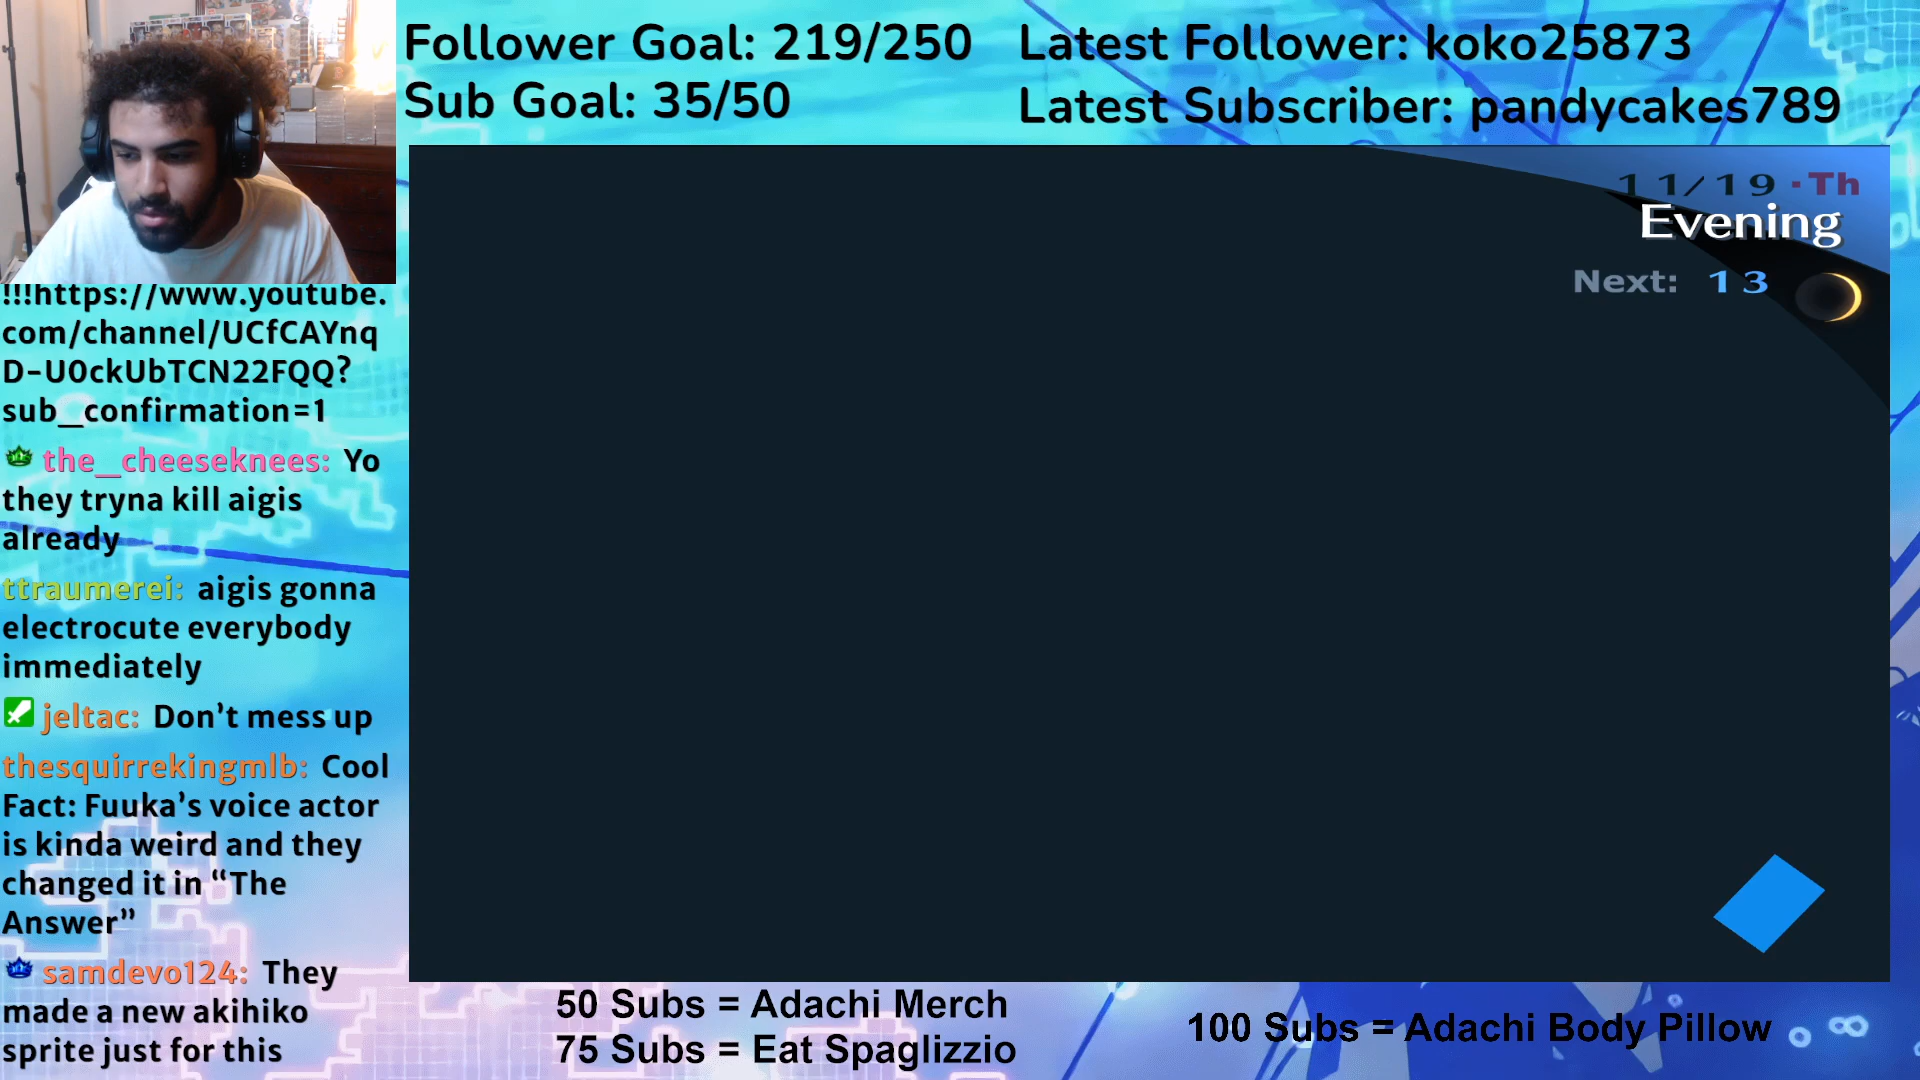 Follower Goal: 219/250
Sub Goal: 35/50
Latest Follower: koko25873
Latest Subscriber: pandycakes789
11/19 · Th
Evening
Next: 13
!!!https://www.youtube.
com/channel/UCfCAYnq
D-U0ckUbTCN22FQQ?
sub_confirmation=1
the_cheeseknees: Yo
they tryna kill aigis
already
ttraumerei: aigis gonna
electrocute everybody
immediately
jeltac: Don't mess up
thesquirrekingmlb: Cool
Fact: Fuuka's voice actor
is kinda weird and they
changed it in “The
Answer”
samdevo124: They
made a new akihiko
sprite just for this
50 Subs = Adachi Merch
75 Subs = Eat Spaglizzio
100 Subs = Adachi Body Pillow